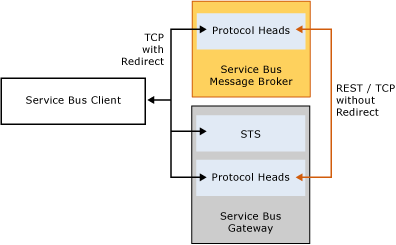 TCP
with
Redirect
Protocol Heads
Service Bus
Message Broker
REST / TCP
without
Redirect
Service Bus Client
STS
Protocol Heads
Service Bus
Gateway